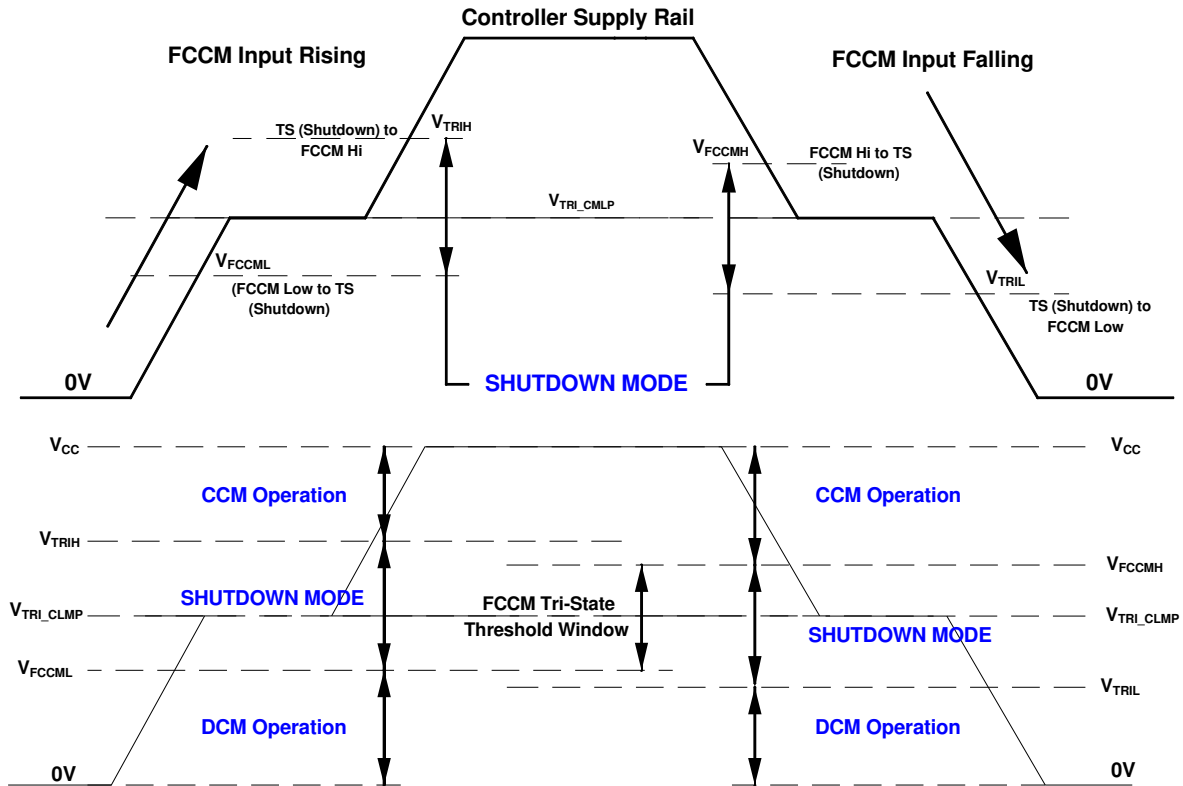 Controller Supply Rail
FCCM Input Rising
FCCM Input Falling
TS (Shutdown) to
FCCM Hi
VTRIH
VFCCMH
FCCM Hi to TS
(Shutdown)
VTRI_CMLP
VFCCML
(FCCM Low to TS
(Shutdown)
VTRIL
TS (Shutdown) to
FCCM Low
0V
SHUTDOWN MODE
0V
VCC
VCC
CCM Operation
CCM Operation
VTRIH
VFCCMH
SHUTDOWN MODE
FCCM Tri-State
Threshold Window
VTRI_CLMP
VTRI_CLMP
SHUTDOWN MODE
VFCCML
VTRIL
DCM Operation
DCM Operation
0V
0V